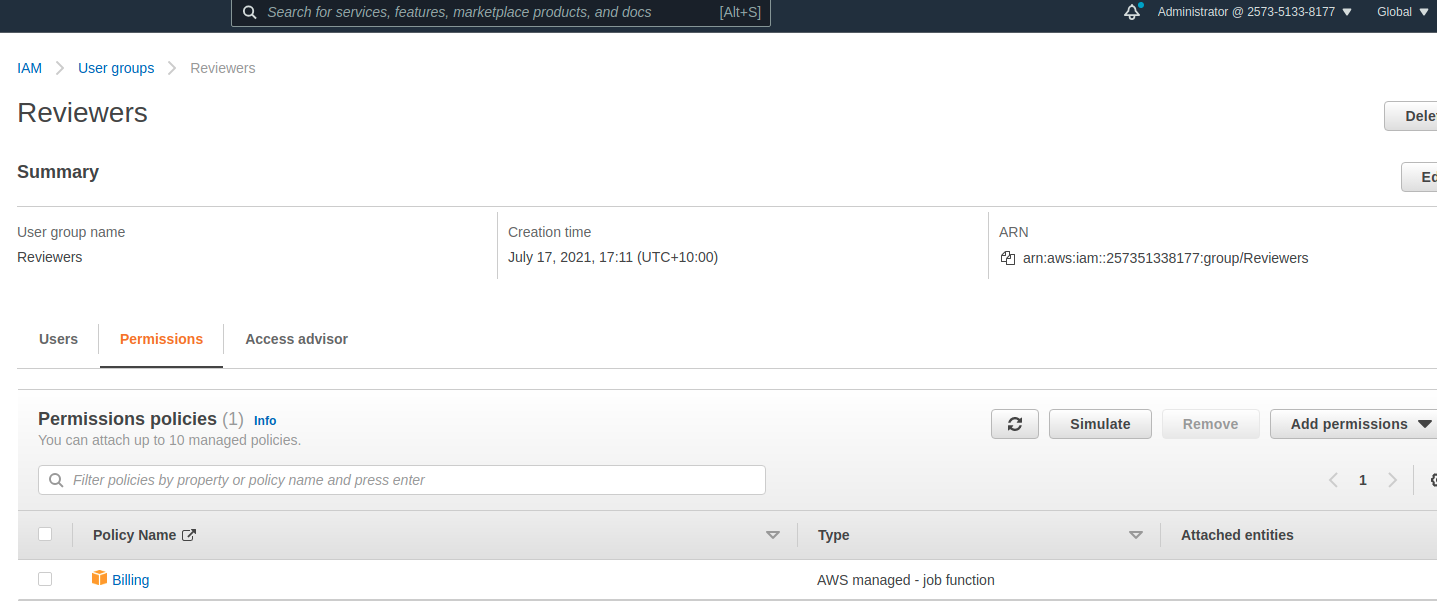 Search for services, features, marketplace products, and docs [Alt+S] Administrator @ 2573-5133-8177 Global
IAM User groups Reviewers
Reviewers
Dele
Summary
Ed
User group name Creation time ARN
Reviewers July 17, 2021, 17:11 (UTC+10:00) arn:aws:iam::257351338177:group/Reviewers
Users Permissions Access advisor
Permissions policies (1) Info
Simulate Remove Add permissions
You can attach up to 10 managed policies.
Filter policies by property or policy name and press enter 1
Policy Name Type Attached entities
Billing AWS managed - job function